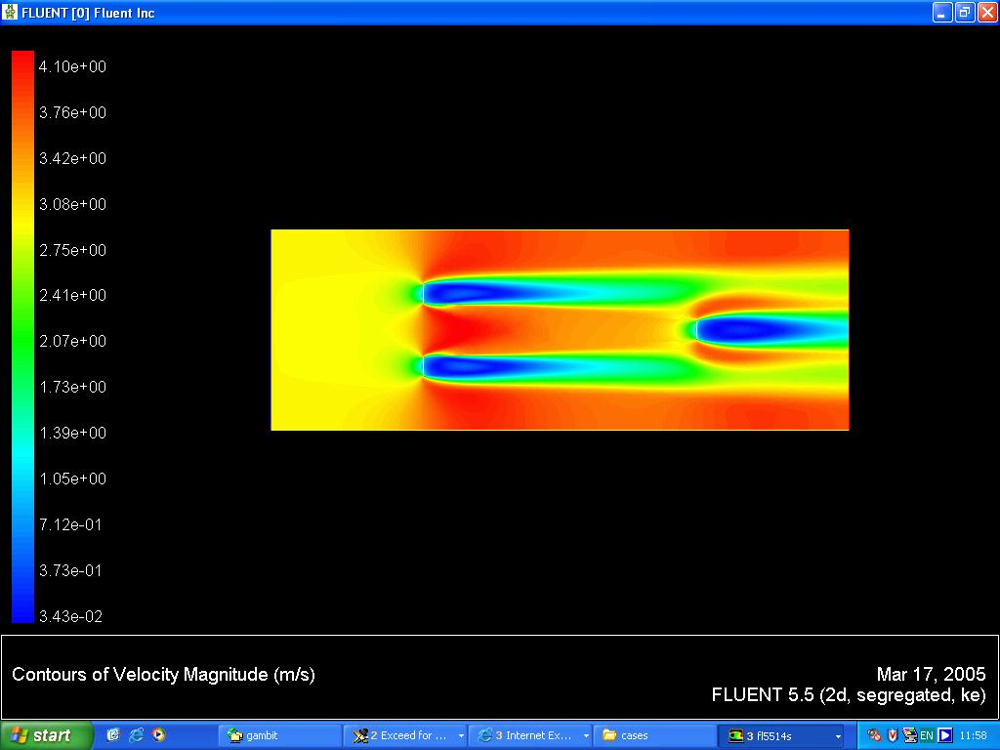 FLUENT [0] Fluent Inc
4.10e+00
3.76e+00
3.42e+00
3.08e+00
2.75e+00
2.41e+00
2.07e+00
1.73e+00
1.39e+00
1.05e+00
7.12e-01
3.73e-01
3.43e-02
Contours of Velocity Magnitude (m/s)
Mar 17, 2005
FLUENT 5.5 (2d, segregated, ke)
start
gambit
2 Exceed for ...
3 Internet Ex...
cases
3 fl5514s
EN
11:58